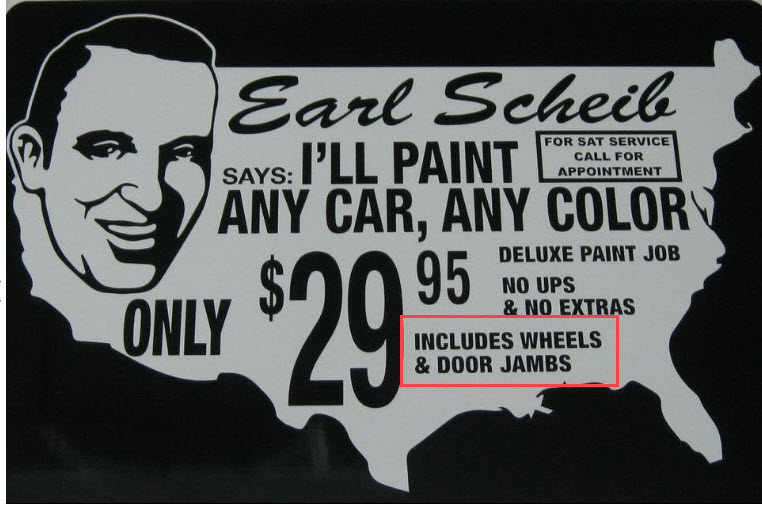 Earl Scheib
SAYS: I'LL PAINT
FOR SAT SERVICE
CALL FOR
APPOINTMENT
ANY CAR, ANY COLOR
ONLY $29 95
DELUXE PAINT JOB
NO UPS
& NO EXTRAS
INCLUDES WHEELS
& DOOR JAMBS